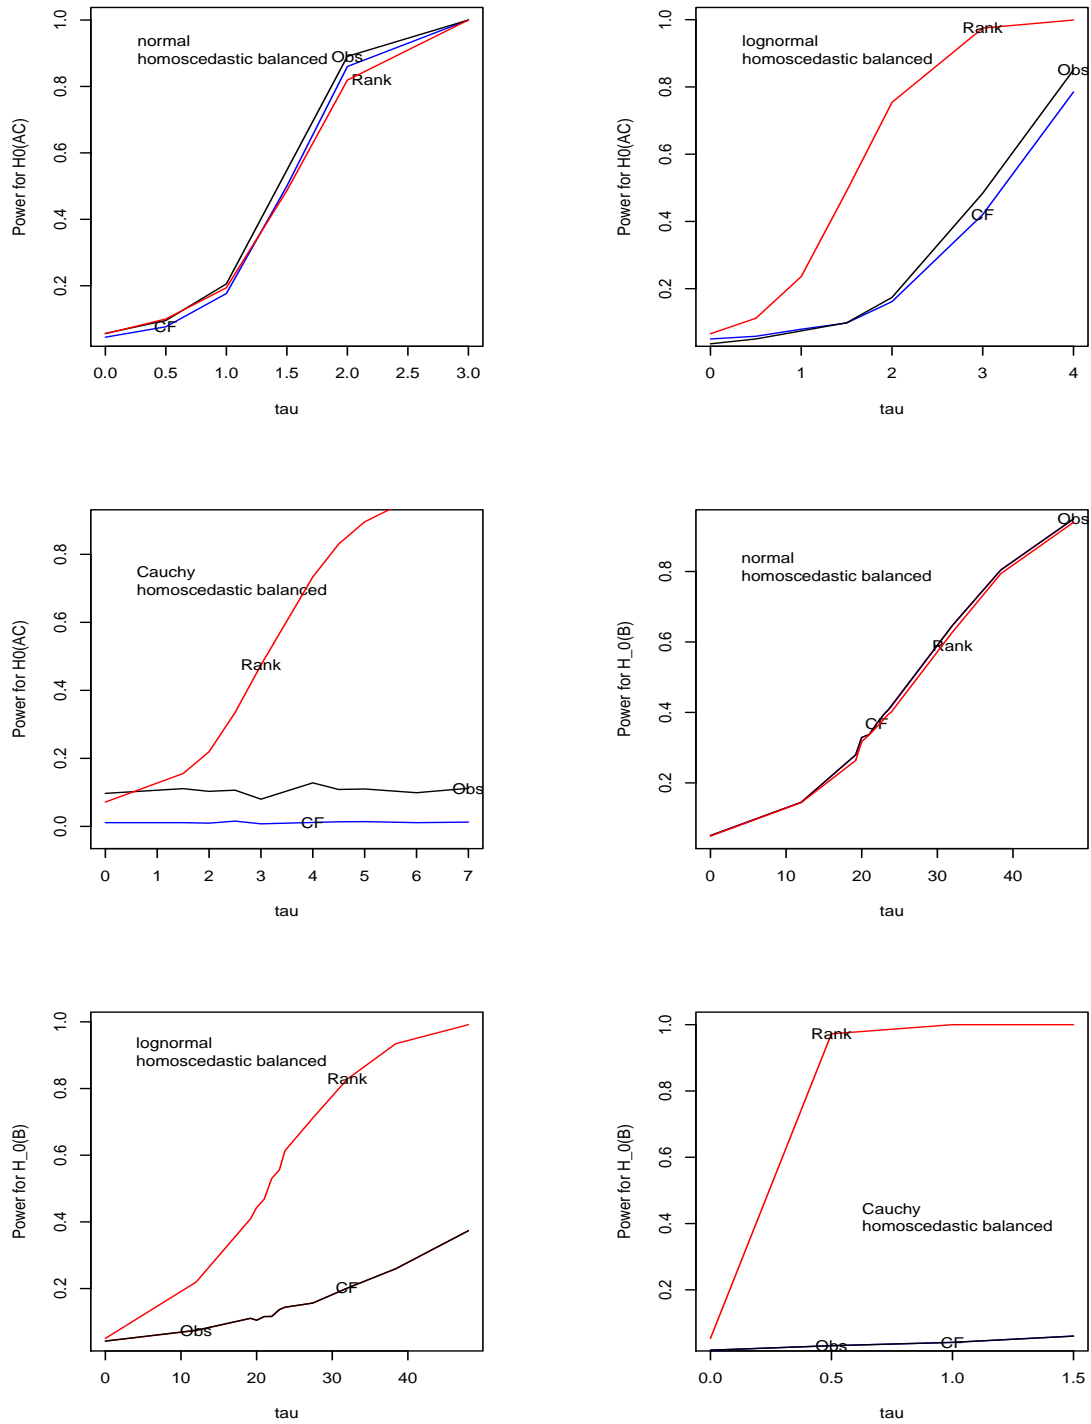 normal
homoscedastic balanced
Obs
Rank
CF
Power for H0(AC)
0.2 0.4 0.6 0.8 1.0
0.0 0.5 1.0 1.5 2.0 2.5 3.0
tau
lognormal
homoscedastic balanced
Rank
Obs
CF
Power for H0(AC)
0.2 0.4 0.6 0.8 1.0
0 1 2 3 4
tau
Cauchy
homoscedastic balanced
Rank
Obs
CF
Power for H0(AC)
0.0 0.2 0.4 0.6 0.8
0 1 2 3 4 5 6 7
tau
normal
homoscedastic balanced
Obs
Rank
CF
Power for H_0(B)
0.2 0.4 0.6 0.8
0 10 20 30 40
tau
lognormal
homoscedastic balanced
Rank
CF
Obs
Power for H_0(B)
0.2 0.4 0.6 0.8 1.0
0 10 20 30 40
tau
Rank
Cauchy
homoscedastic balanced
Obs
CF
Power for H_0(B)
0.2 0.4 0.6 0.8 1.0
0.0 0.5 1.0 1.5
tau